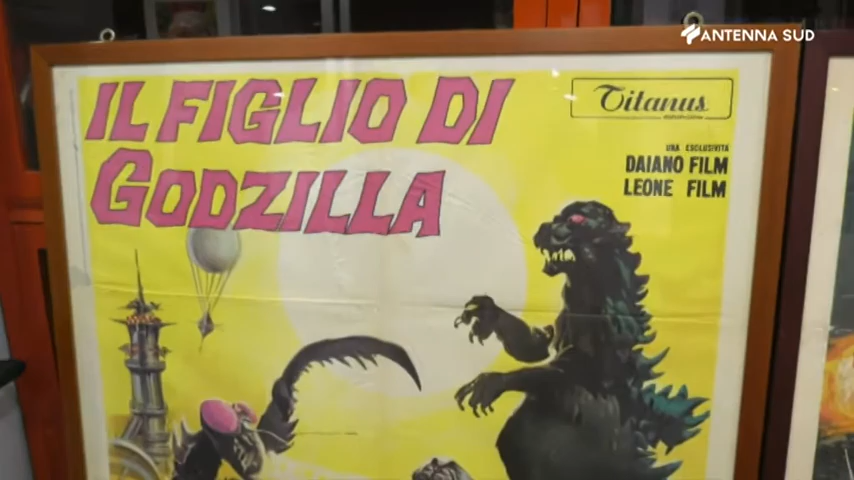 ANTENNA SUD
IL FIGLIO DI
GODZILLA
Titanus
UNA ESCLUSIVITÀ
DAIANO FILM
LEONE FILM